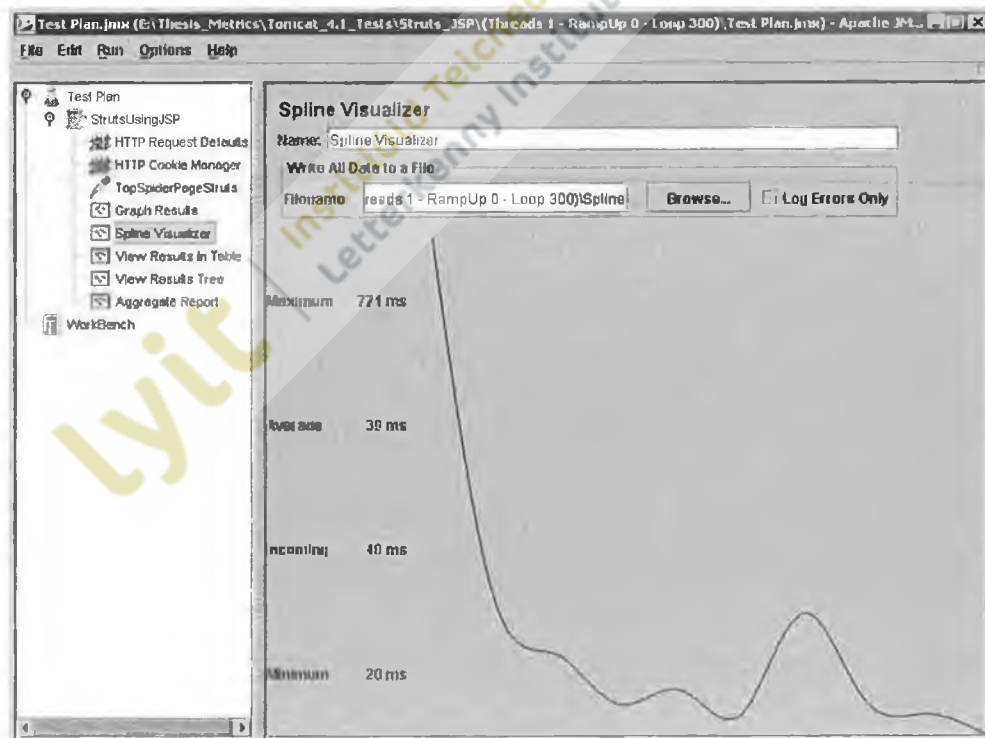 Test Plan.jmx (E:\Thesis_Metrics\Tomcat_4.1_Tests\Struts_JSP\(Threads 1 - RampUp 0 - Loop 300)\Test Plan.jmx) - Apache JM...
File Edit Run Options Help
Test Plan
StrutsUsingJSP
HTTP Request Defaults
HTTP Cookie Manager
TopSpiderPageStruts
Graph Results
Spline Visualizer
View Results in Table
View Results Tree
Aggregate Report
WorkBench
Spline Visualizer
Name: Spline Visualizer
Write All Data to a File
Filename reads 1 - RampUp 0 - Loop 300)\Spline Browse... Log Errors Only
Maximum 721 ms
Average 39 ms
Incoming 40 ms
Minimum 20 ms
lyit
Letterkenny